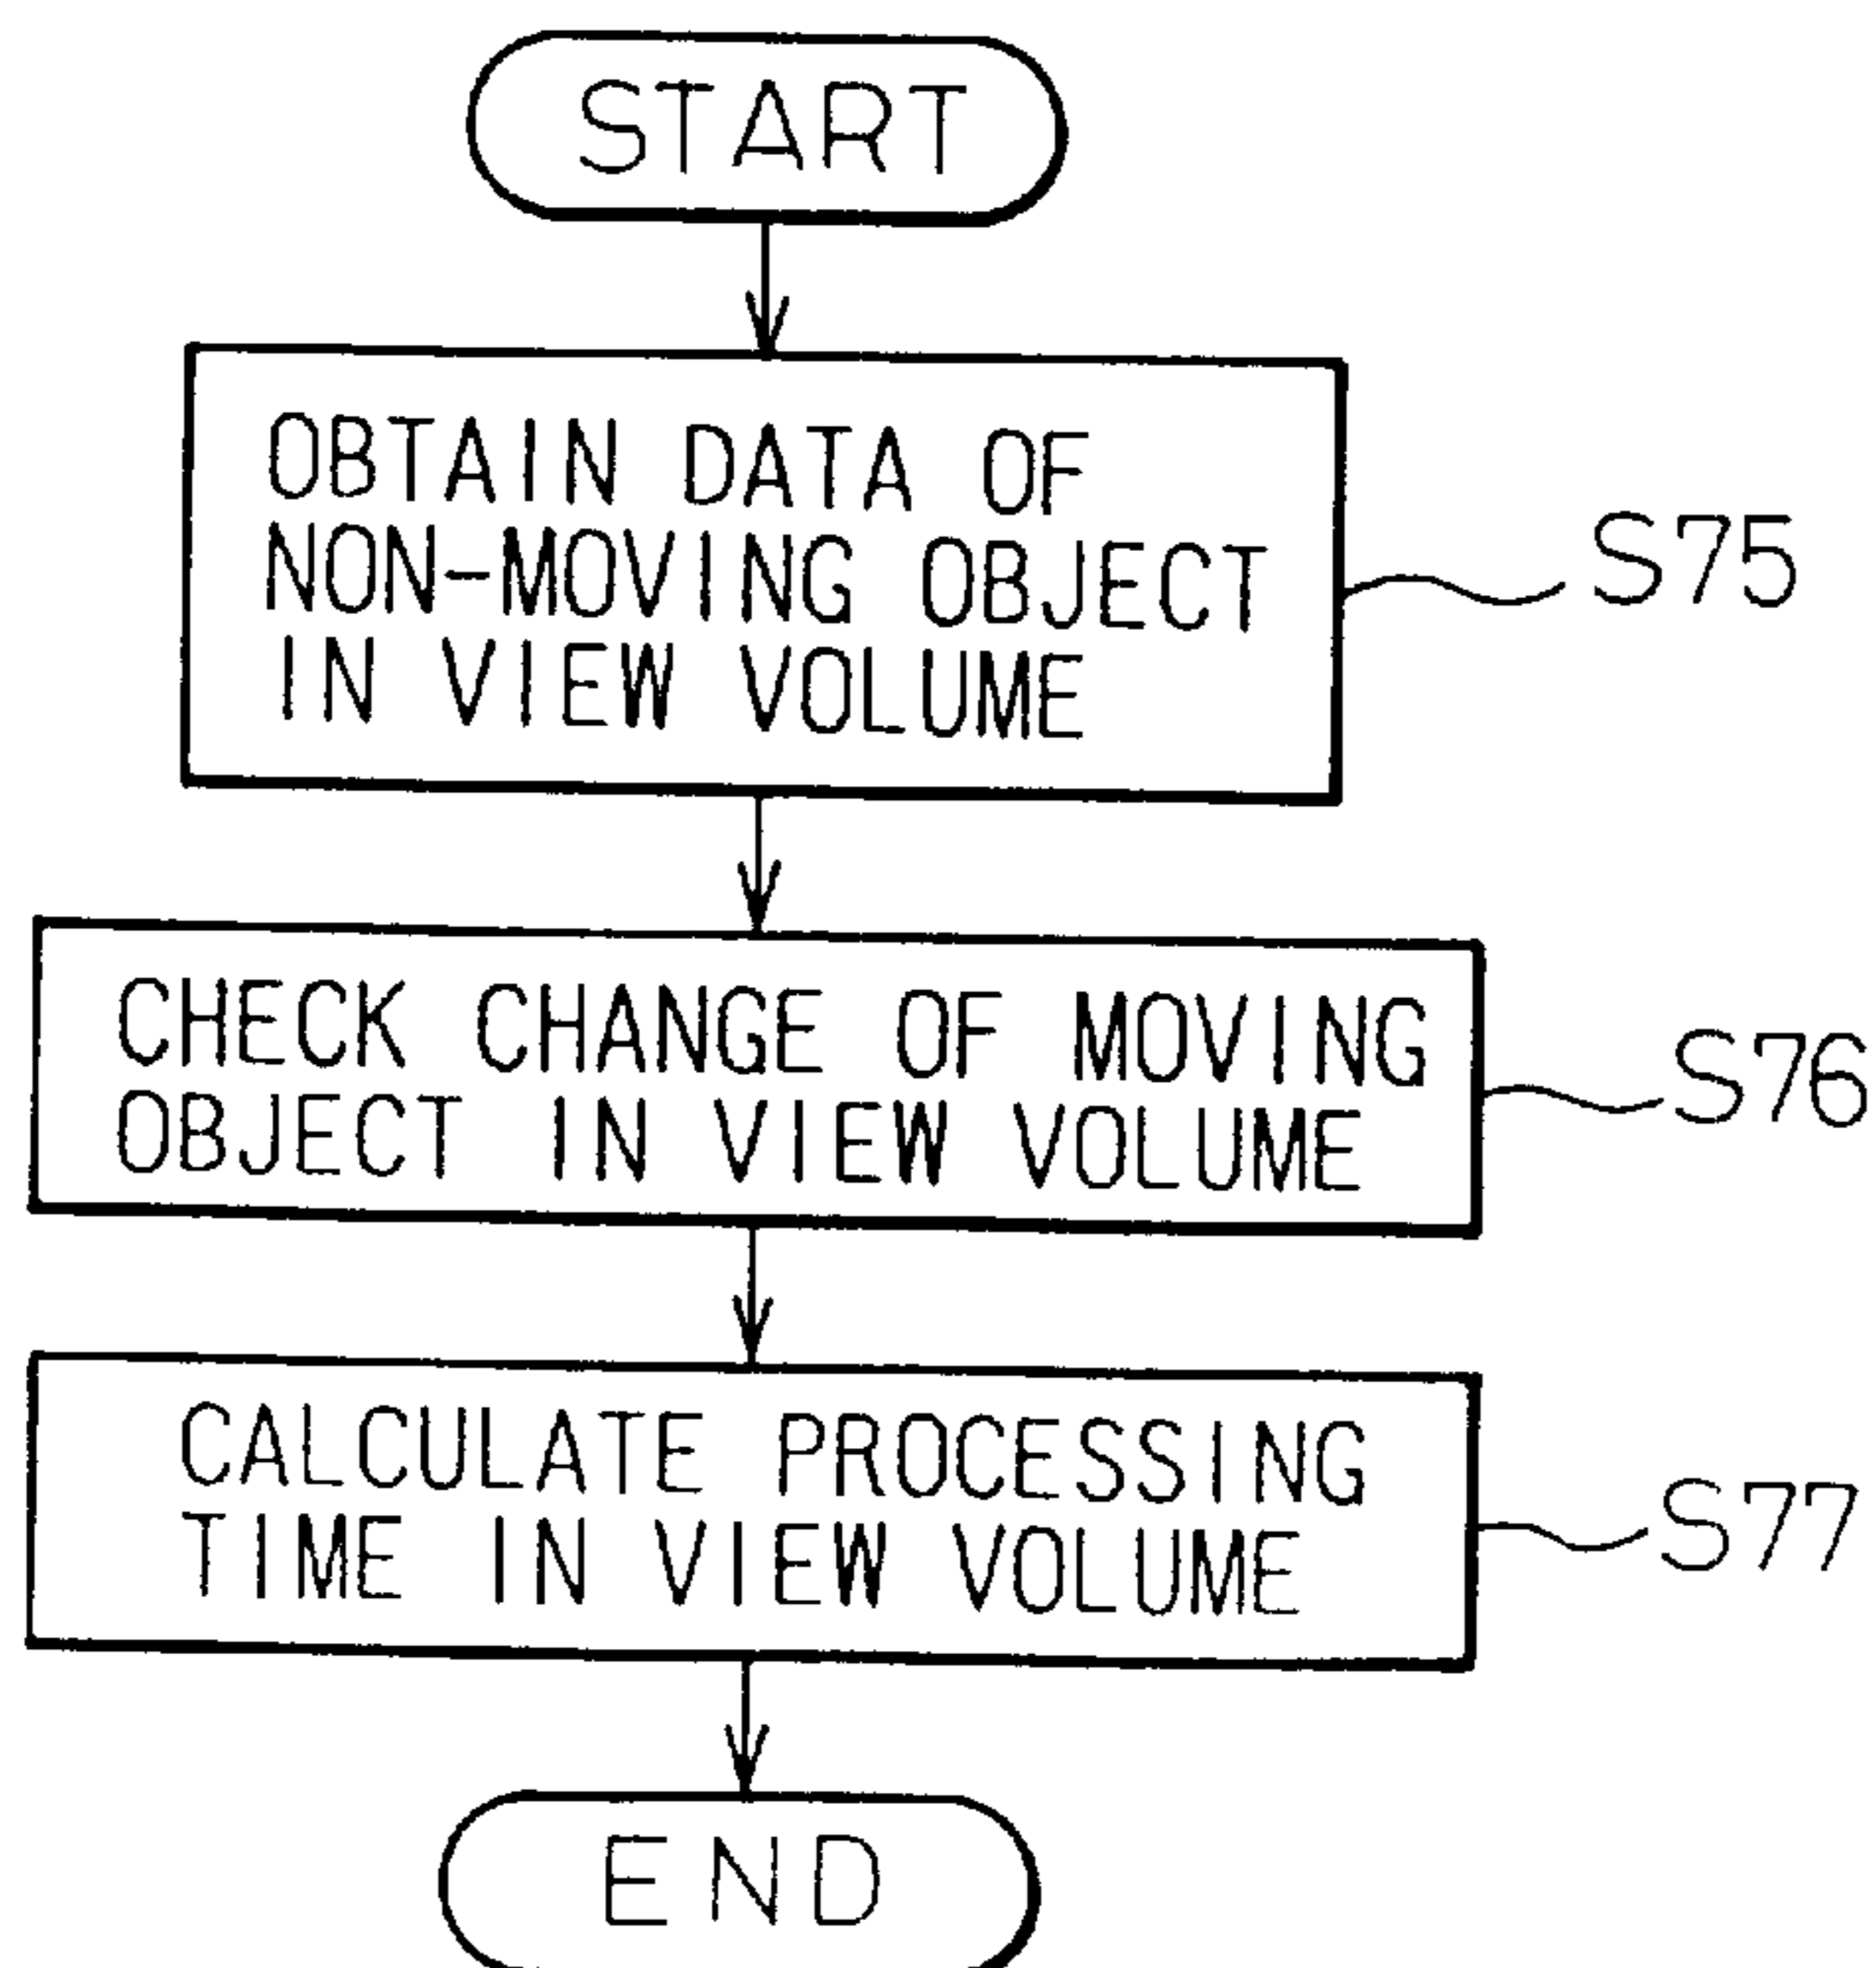 START
OBTAIN DATA OF
NON-MOVING OBJECT
IN VIEW VOLUME
S75
CHECK CHANGE OF MOVING
OBJECT IN VIEW VOLUME
S76
CALCULATE PROCESSING
TIME IN VIEW VOLUME
S77
END